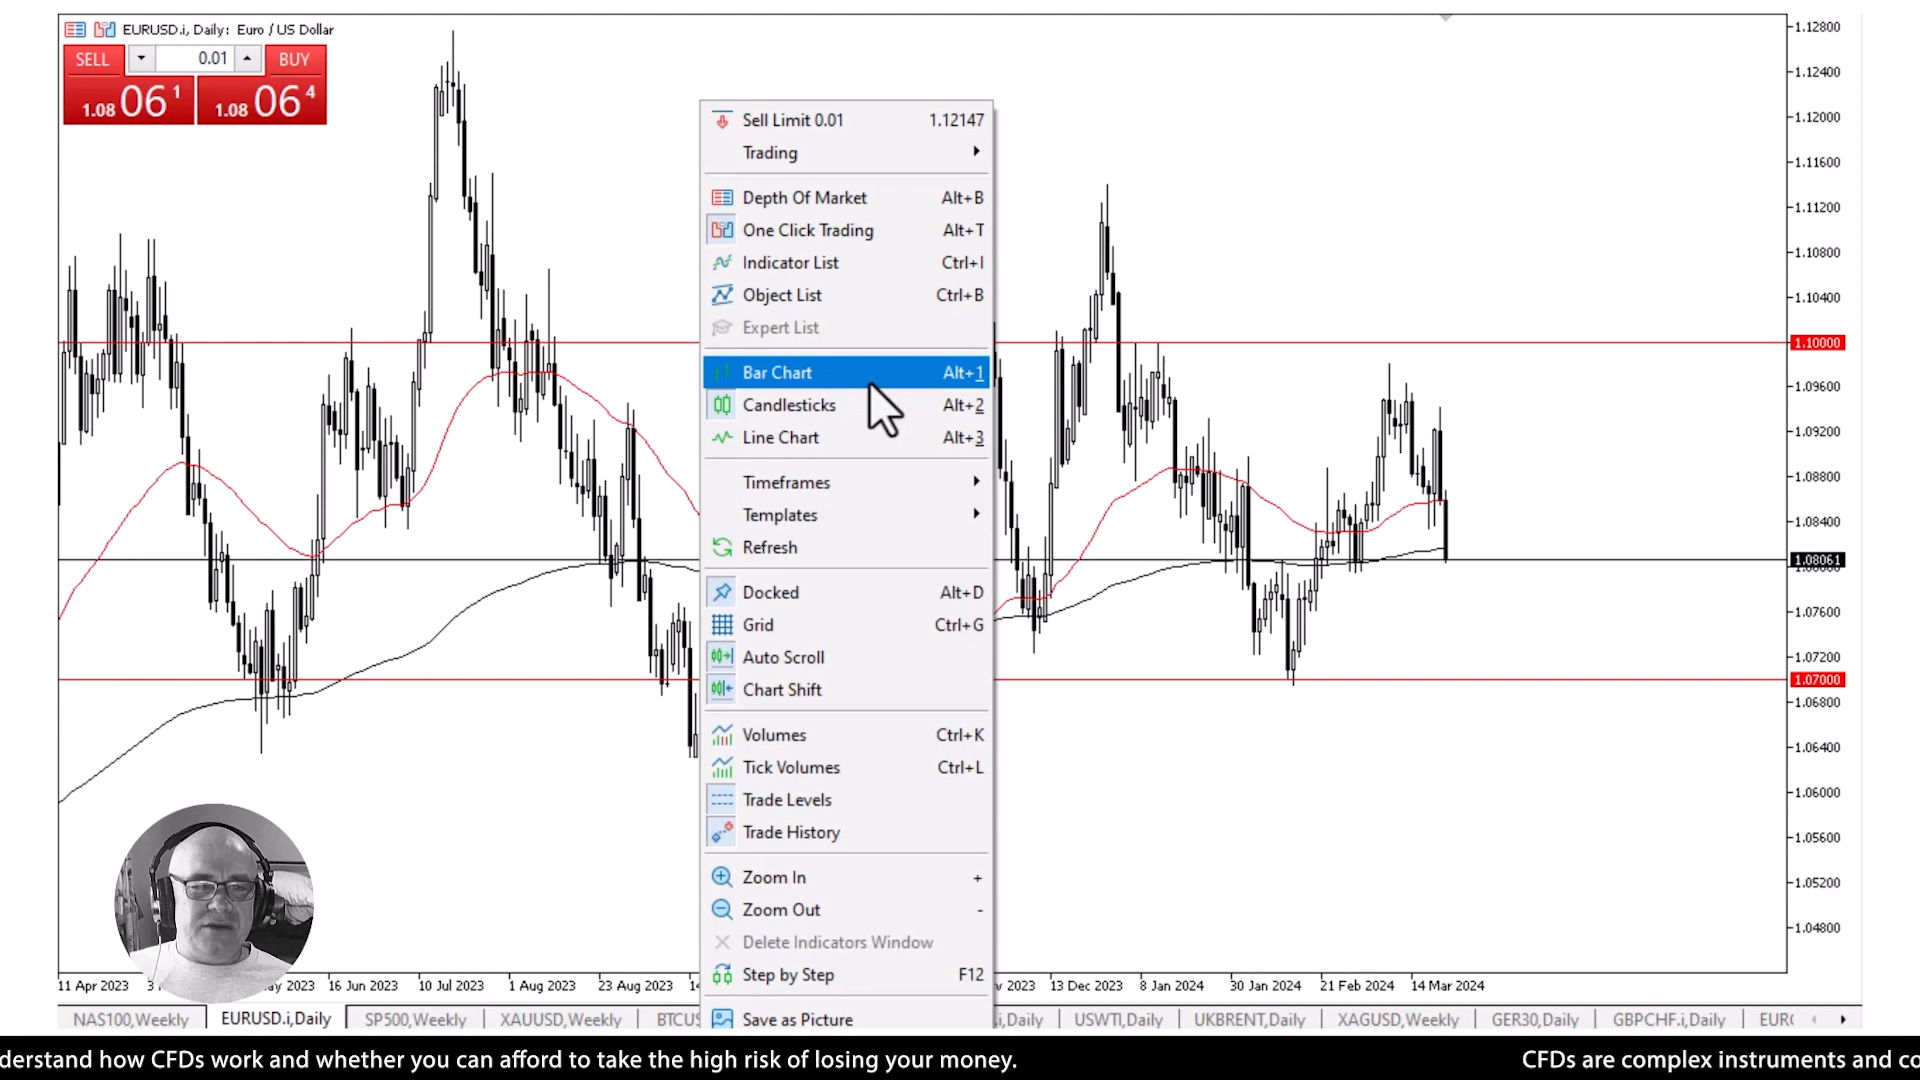 EURUSD.i, Daily: Euro / US Dollar
SELL 0.01 BUY
1.08 06 1 1.08 06 4
Sell Limit 0.01 1.12147
Trading
Depth Of Market Alt+B
One Click Trading Alt+T
Indicator List Ctrl+I
Object List Ctrl+B
Expert List
Bar Chart Alt+1
Candlesticks Alt+2
Line Chart Alt+3
Timeframes
Templates
Refresh
Docked Alt+D
Grid Ctrl+G
Auto Scroll
Chart Shift
Volumes Ctrl+K
Tick Volumes Ctrl+L
Trade Levels
Trade History
Zoom In +
Zoom Out -
Delete Indicators Window
Step by Step F12
Save as Picture
1.12800
1.12400
1.12000
1.11600
1.11200
1.10800
1.10400
1.10000
1.09600
1.09200
1.08800
1.08400
1.08061
1.07600
1.07200
1.07000
1.06800
1.06400
1.06000
1.05600
1.05200
1.04800
11 Apr 2023 16 Jun 2023 10 Jul 2023 1 Aug 2023 23 Aug 2023 13 Dec 2023 8 Jan 2024 30 Jan 2024 21 Feb 2024 14 Mar 2024
NAS100,Weekly EURUSD.i,Daily SP500,Weekly XAUUSD,Weekly BTCUS .i,Daily USWTI,Daily UKBRENT,Daily XAGUSD,Weekly GER30,Daily GBPCHF.i,Daily EUR
derstand how CFDs work and whether you can afford to take the high risk of losing your money. CFDs are complex instruments and co